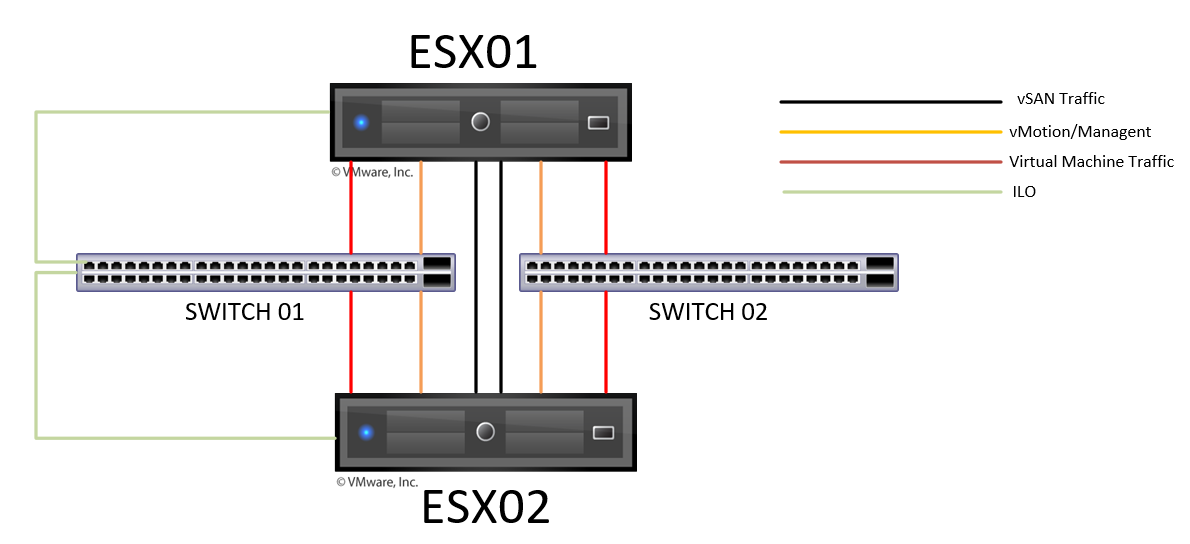 ESX01
vSAN Traffic
vMotion/Managent
Virtual Machine Traffic
ILO
© VMware, Inc.
SWITCH 01
SWITCH 02
© VMware, Inc.
ESX02